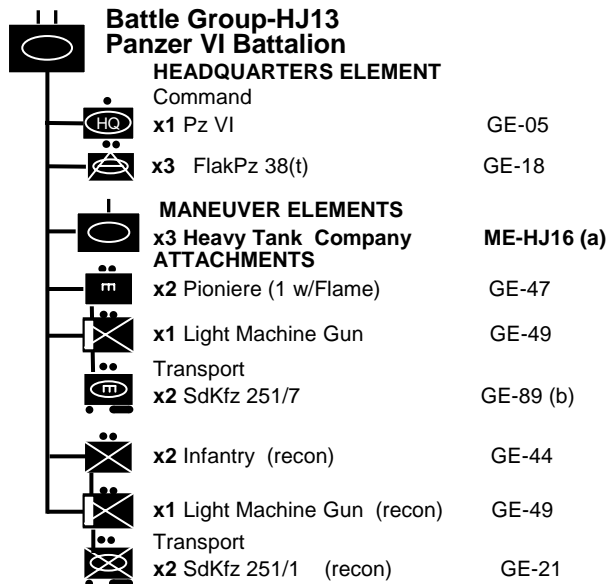 Battle Group-HJ13
Panzer VI Battalion
HEADQUARTERS ELEMENT
Command
HQ x1 Pz VI GE-05
x3 FlakPz 38(t) GE-18
MANEUVER ELEMENTS
x3 Heavy Tank Company ME-HJ16 (a)
ATTACHMENTS
x2 Pioniere (1 w/Flame) GE-47
x1 Light Machine Gun GE-49
Transport
x2 SdKfz 251/7 GE-89 (b)
x2 Infantry (recon) GE-44
x1 Light Machine Gun (recon) GE-49
Transport
x2 SdKfz 251/1 (recon) GE-21